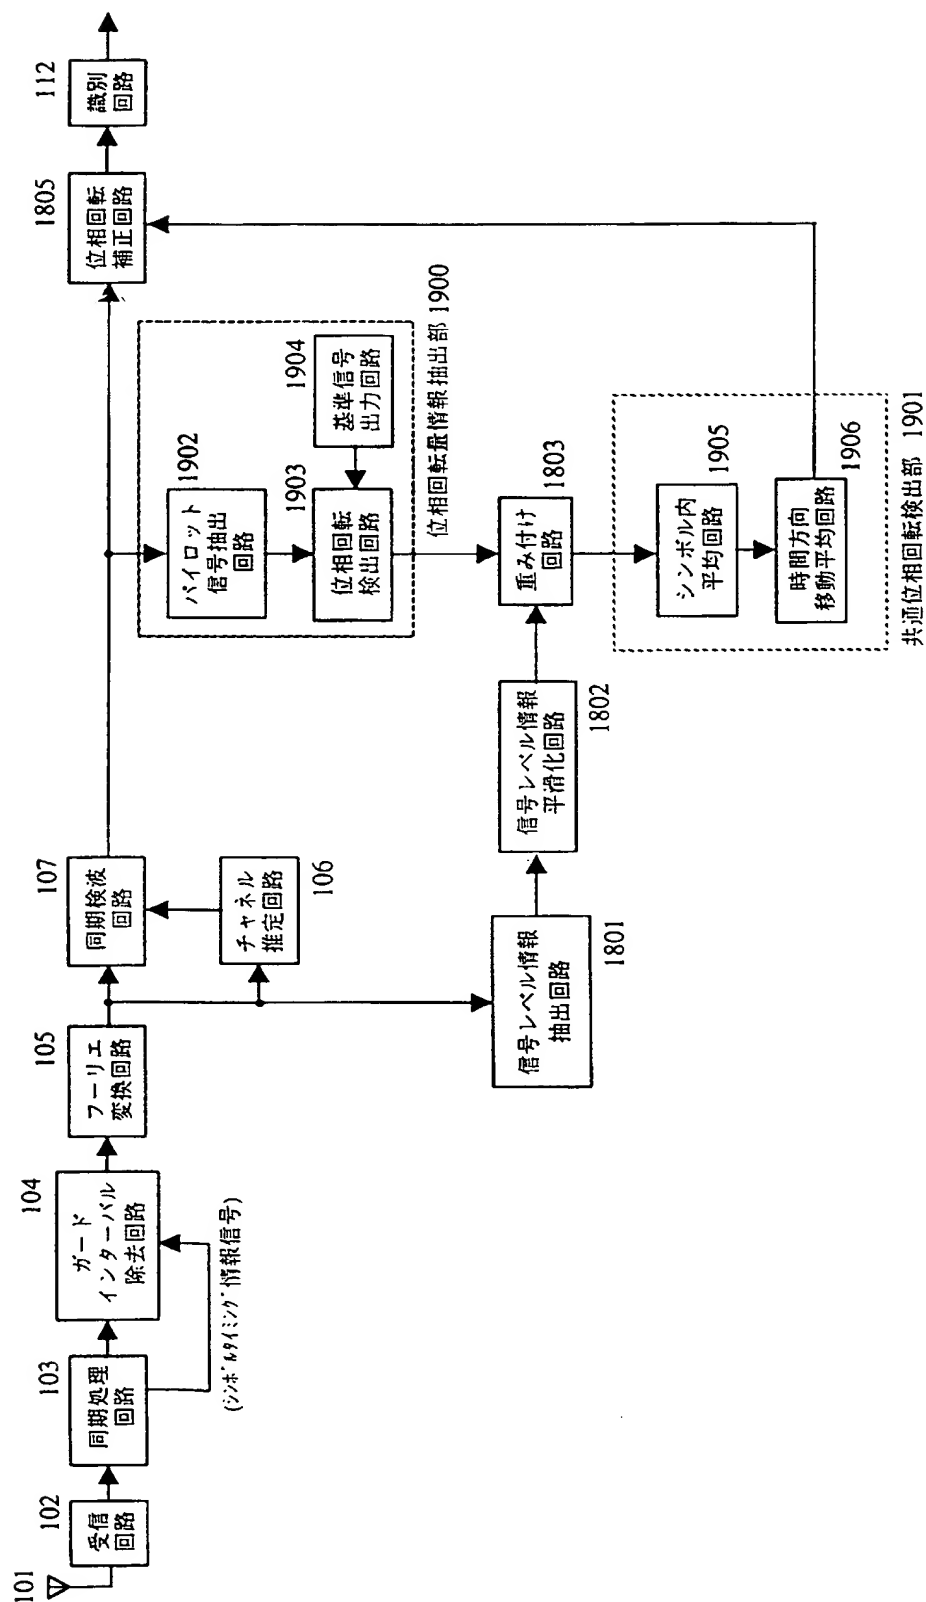 101
102
受信
回路
103
同期処理
回路
(シンボルタイミング情報信号)
104
ガード
インターバル
除去回路
105
フーリエ
変換回路
107
同期検波
回路
チャネル
推定回路
106
信号レベル情報
抽出回路
1801
信号レベル情報
平滑化回路
1802
1902
パイロット
信号抽出
回路
1903
位相回転
検出回路
1904
基準信号
出力回路
位相回転量情報抽出部 1900
重み付け
回路
1803
シンボル内
平均回路
1905
時間方向
移動平均回路
1906
共通位相回転検出部 1901
1805
位相回転
補正回路
112
識別
回路